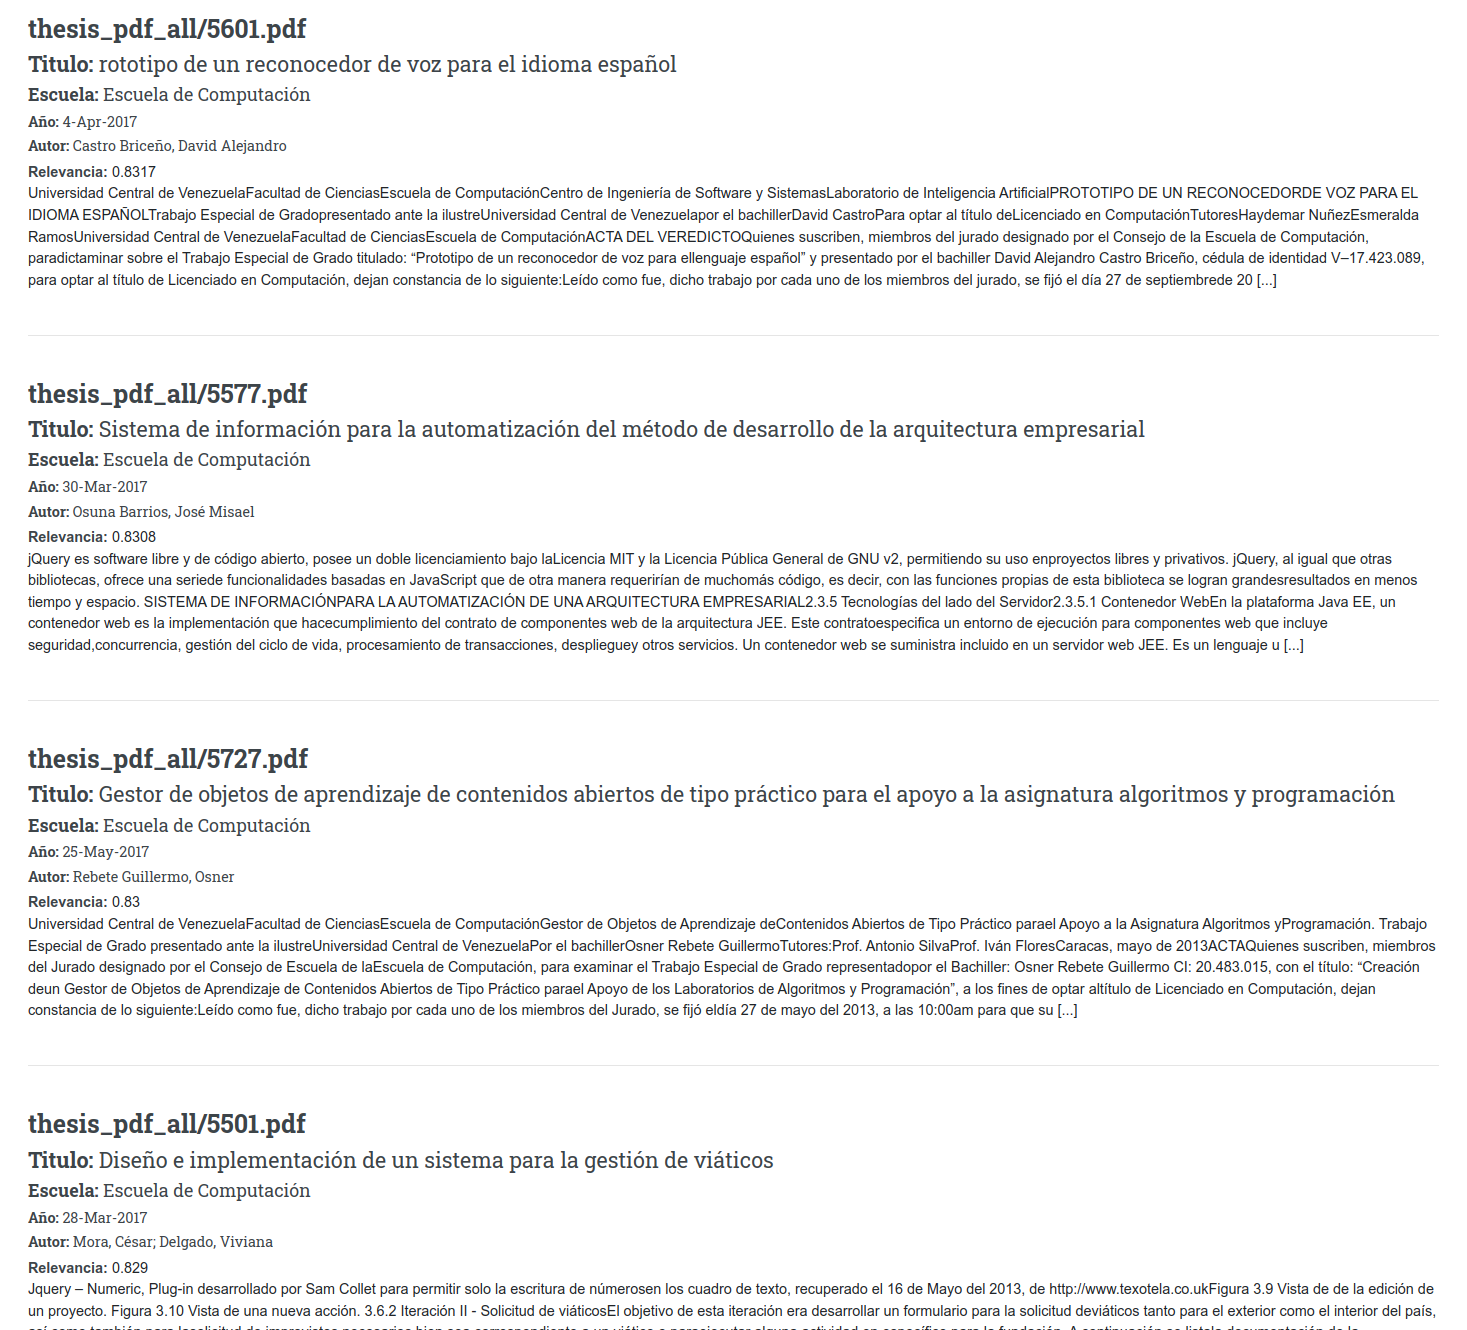 thesis_pdf_all/5601.pdf
Titulo: rototipo de un reconocedor de voz para el idioma español
Escuela: Escuela de Computación
Año: 4-Apr-2017
Autor: Castro Briceño, David Alejandro
Relevancia: 0.8317
Universidad Central de VenezuelaFacultad de CienciasEscuela de ComputaciónCentro de Ingeniería de Software y SistemasLaboratorio de Inteligencia ArtificialPROTOTIPO DE UN RECONOCEDORDE VOZ PARA EL
IDIOMA ESPAÑOLTrabajo Especial de Gradopresentado ante la ilustreUniversidad Central de Venezuelapor el bachillerDavid CastroPara optar al título deLicenciado en ComputaciónTutoresHaydemar NuñezEsmeralda
RamosUniversidad Central de VenezuelaFacultad de CienciasEscuela de ComputaciónACTA DEL VEREDICTOQuienes suscriben, miembros del jurado designado por el Consejo de la Escuela de Computación,
paradictaminar sobre el Trabajo Especial de Grado titulado: “Prototipo de un reconocedor de voz para ellenguaje español” y presentado por el bachiller David Alejandro Castro Briceño, cédula de identidad V–17.423.089,
para optar al título de Licenciado en Computación, dejan constancia de lo siguiente:Leído como fue, dicho trabajo por cada uno de los miembros del jurado, se fijó el día 27 de septiembrede 20 [...]
thesis_pdf_all/5577.pdf
Titulo: Sistema de información para la automatización del método de desarrollo de la arquitectura empresarial
Escuela: Escuela de Computación
Año: 30-Mar-2017
Autor: Osuna Barrios, José Misael
Relevancia: 0.8308
jQuery es software libre y de código abierto, posee un doble licenciamiento bajo laLicencia MIT y la Licencia Pública General de GNU v2, permitiendo su uso enproyectos libres y privativos. jQuery, al igual que otras
bibliotecas, ofrece una seriede funcionalidades basadas en JavaScript que de otra manera requerirían de muchomás código, es decir, con las funciones propias de esta biblioteca se logran grandesresultados en menos
tiempo y espacio. SISTEMA DE INFORMACIÓNPARA LA AUTOMATIZACIÓN DE UNA ARQUITECTURA EMPRESARIAL2.3.5 Tecnologías del lado del Servidor2.3.5.1 Contenedor WebEn la plataforma Java EE, un
contenedor web es la implementación que hacecumplimiento del contrato de componentes web de la arquitectura JEE. Este contratoespecifica un entorno de ejecución para componentes web que incluye
seguridad,concurrencia, gestión del ciclo de vida, procesamiento de transacciones, desplieguey otros servicios. Un contenedor web se suministra incluido en un servidor web JEE. Es un lenguaje u [...]
thesis_pdf_all/5727.pdf
Titulo: Gestor de objetos de aprendizaje de contenidos abiertos de tipo práctico para el apoyo a la asignatura algoritmos y programación
Escuela: Escuela de Computación
Año: 25-May-2017
Autor: Rebete Guillermo, Osner
Relevancia: 0.83
Universidad Central de VenezuelaFacultad de CienciasEscuela de ComputaciónGestor de Objetos de Aprendizaje deContenidos Abiertos de Tipo Práctico parael Apoyo a la Asignatura Algoritmos yProgramación. Trabajo
Especial de Grado presentado ante la ilustreUniversidad Central de VenezuelaPor el bachillerOsner Rebete GuillermoTutores:Prof. Antonio SilvaProf. Iván FloresCaracas, mayo de 2013ACTAQuienes suscriben, miembros
del Jurado designado por el Consejo de Escuela de laEscuela de Computación, para examinar el Trabajo Especial de Grado representadopor el Bachiller: Osner Rebete Guillermo CI: 20.483.015, con el título: “Creación
deun Gestor de Objetos de Aprendizaje de Contenidos Abiertos de Tipo Práctico parael Apoyo de los Laboratorios de Algoritmos y Programación”, a los fines de optar altítulo de Licenciado en Computación, dejan
constancia de lo siguiente:Leído como fue, dicho trabajo por cada uno de los miembros del Jurado, se fijó eldía 27 de mayo del 2013, a las 10:00am para que su [...]
thesis_pdf_all/5501.pdf
Titulo: Diseño e implementación de un sistema para la gestión de viáticos
Escuela: Escuela de Computación
Año: 28-Mar-2017
Autor: Mora, César; Delgado, Viviana
Relevancia: 0.829
Jquery – Numeric, Plug-in desarrollado por Sam Collet para permitir solo la escritura de númerosen los cuadro de texto, recuperado el 16 de Mayo del 2013, de http://www.texotela.co.ukFigura 3.9 Vista de de la edición de
un proyecto. Figura 3.10 Vista de una nueva acción. 3.6.2 Iteración II - Solicitud de viáticosEl objetivo de esta iteración era desarrollar un formulario para la solicitud deviáticos tanto para el exterior como el interior del país,